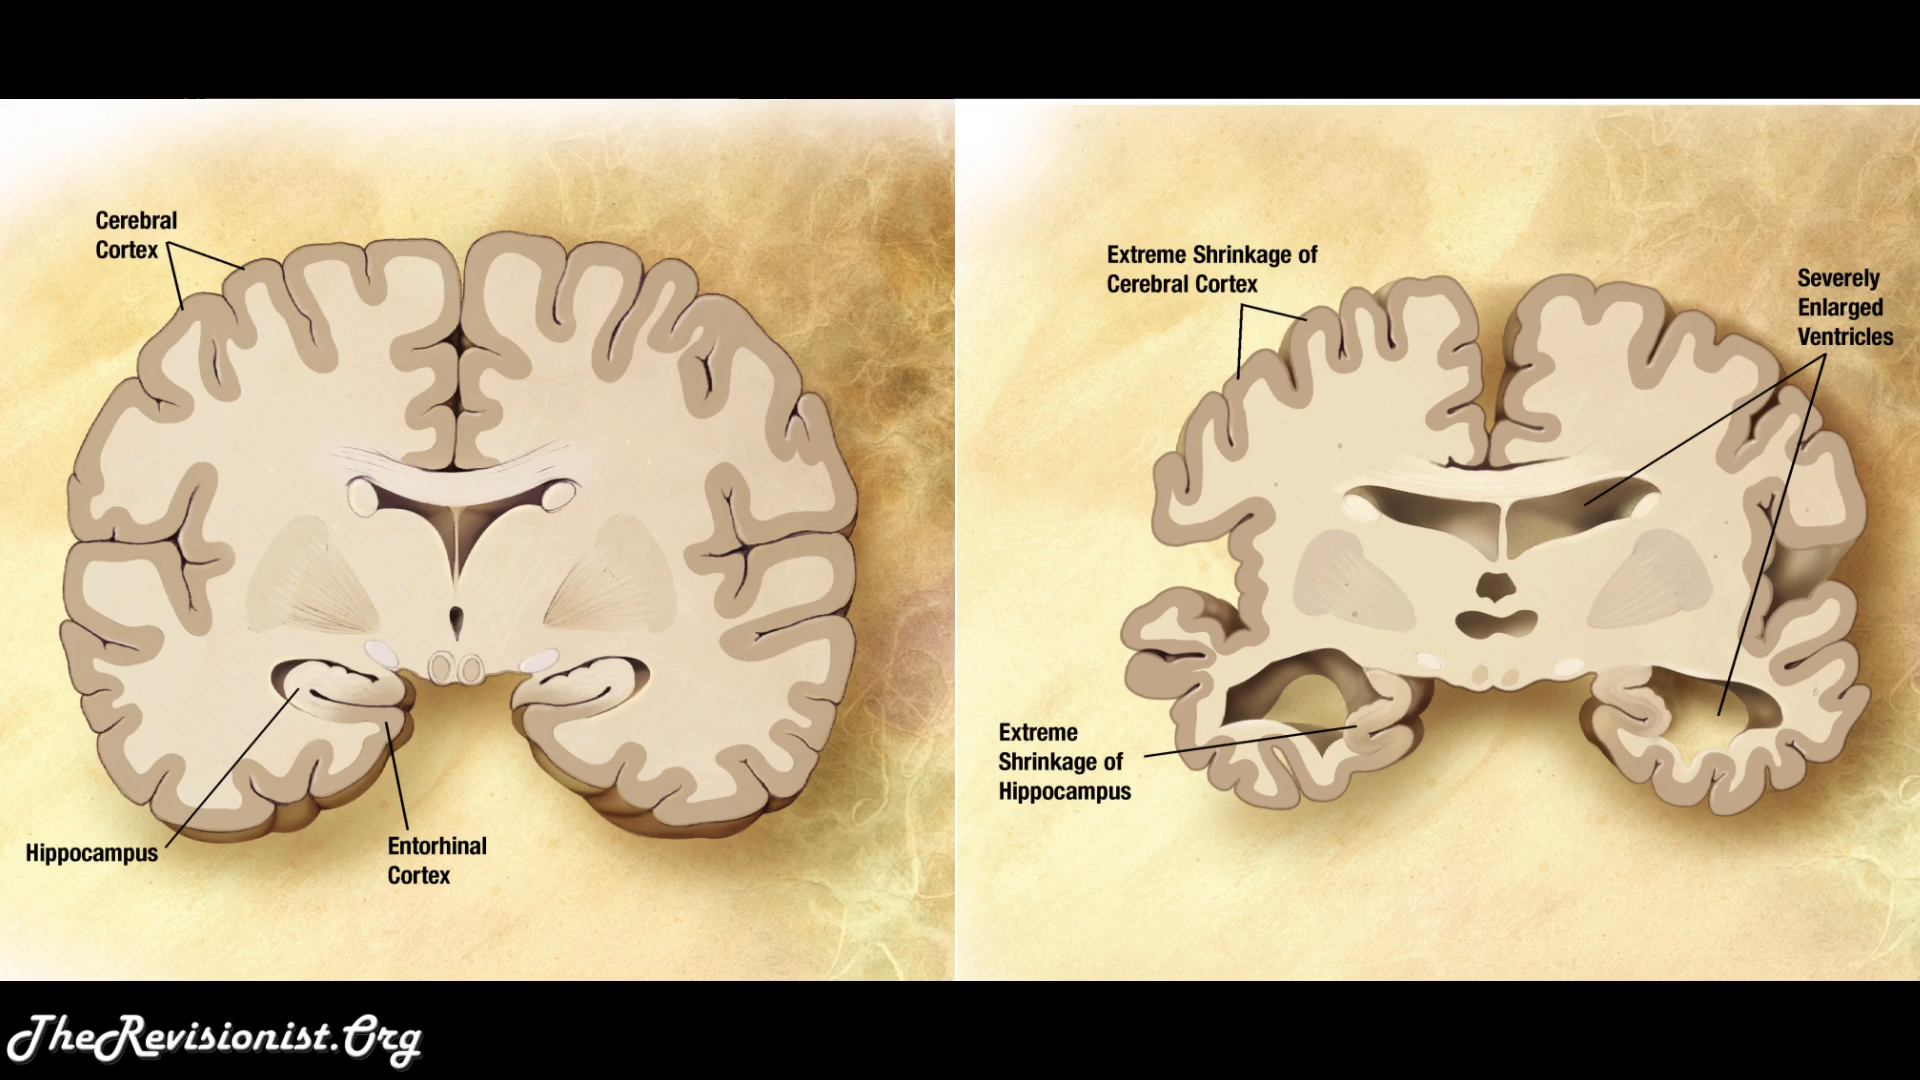 Cerebral
Cortex
Hippocampus
Entorhinal
Cortex
Extreme Shrinkage of
Cerebral Cortex
Severely
Enlarged
Ventricles
Extreme
Shrinkage of
Hippocampus
TheRevisionist.Org